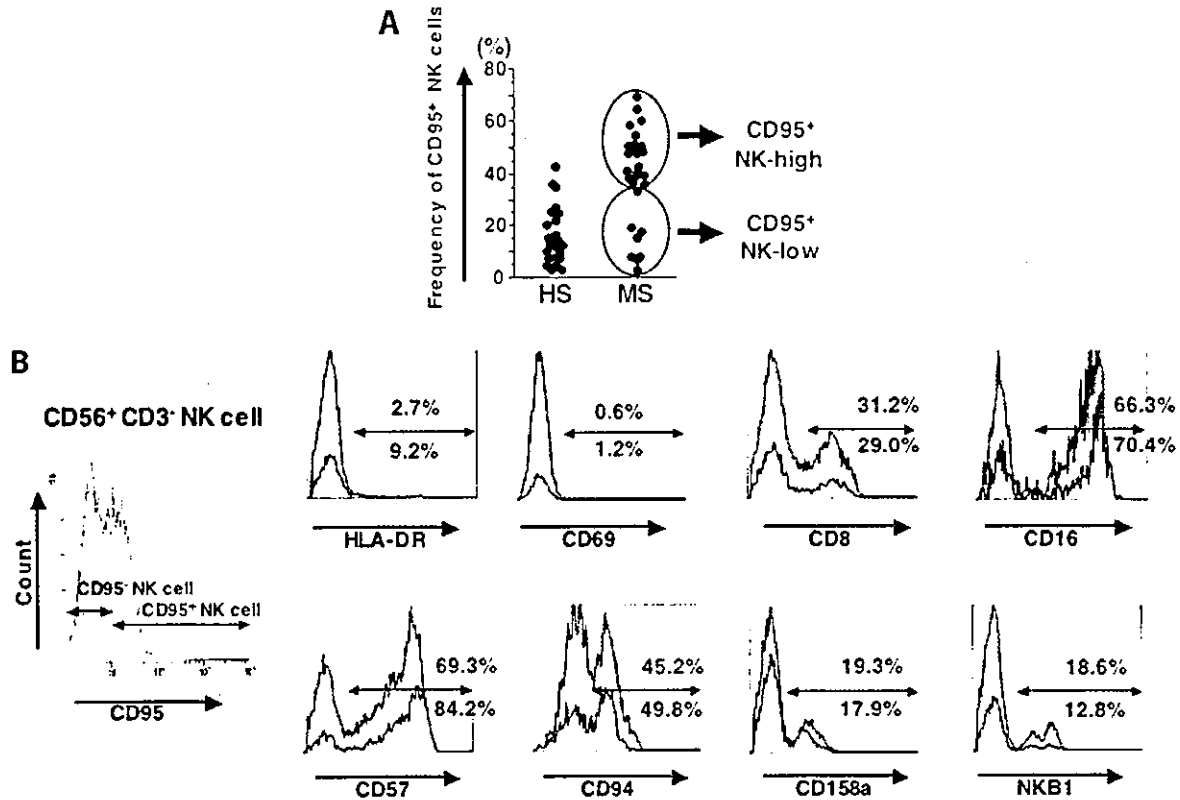 A
Frequency of CD95+ NK cells
(%)
80
60
40
20
0
HS
MS
CD95+
NK-high
CD95+
NK-low
B
CD56+ CD3- NK cell
Count
CD95- NK cell
CD95+ NK cell
CD95
2.7%
9.2%
HLA-DR
0.6%
1.2%
CD69
31.2%
29.0%
CD8
66.3%
70.4%
CD16
69.3%
84.2%
CD57
45.2%
49.8%
CD94
19.3%
17.9%
CD158a
18.6%
12.8%
NKB1